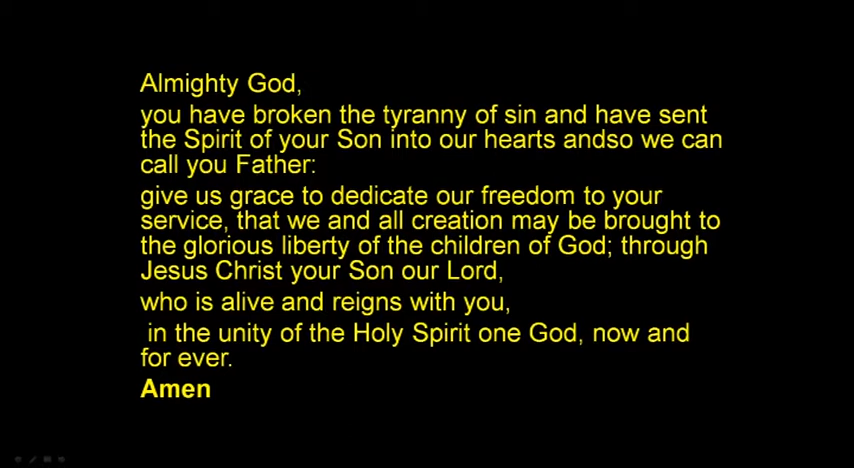 Almighty God,
you have broken the tyranny of sin and have sent
the Spirit of your Son into our hearts andso we can
call you Father:
give us grace to dedicate our freedom to your
service, that we and all creation may be brought to
the glorious liberty of the children of God; through
Jesus Christ your Son our Lord,
who is alive and reigns with you,
in the unity of the Holy Spirit one God, now and
for ever.
Amen